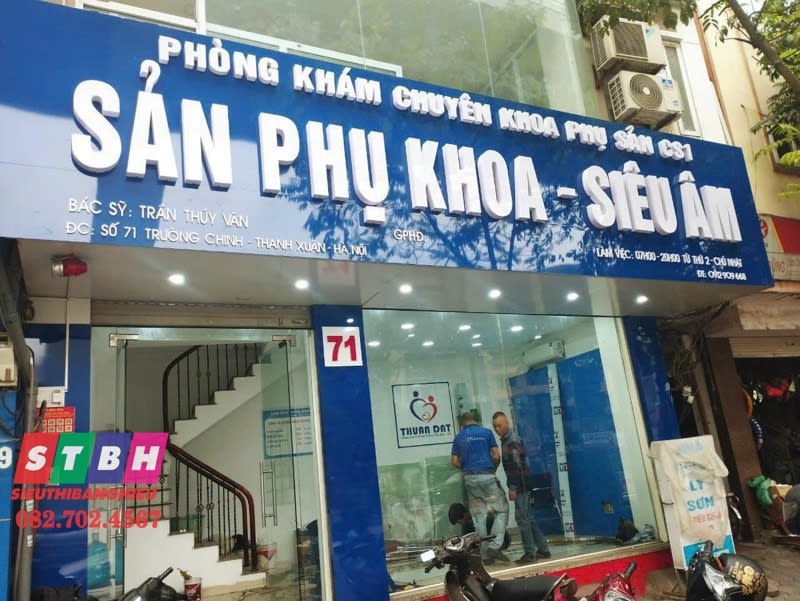 PHÒNG KHÁM CHUYÊN KHOA PHỤ SẢN CS1
SẢN PHỤ KHOA - SIÊU ÂM
BÁC SỸ: TRẦN THÚY VÂN
ĐC: SỐ 71 TRƯỜNG CHINH - THANH XUÂN - HÀ NỘI
GPHĐ
LÀM VIỆC: 07H00 - 20H00 TỪ THỨ 2 - CHỦ NHẬT
71
THUAN DAT
LY
SƠN
9
STBH
SIEUTHIBANGHIEU
082.702.4567